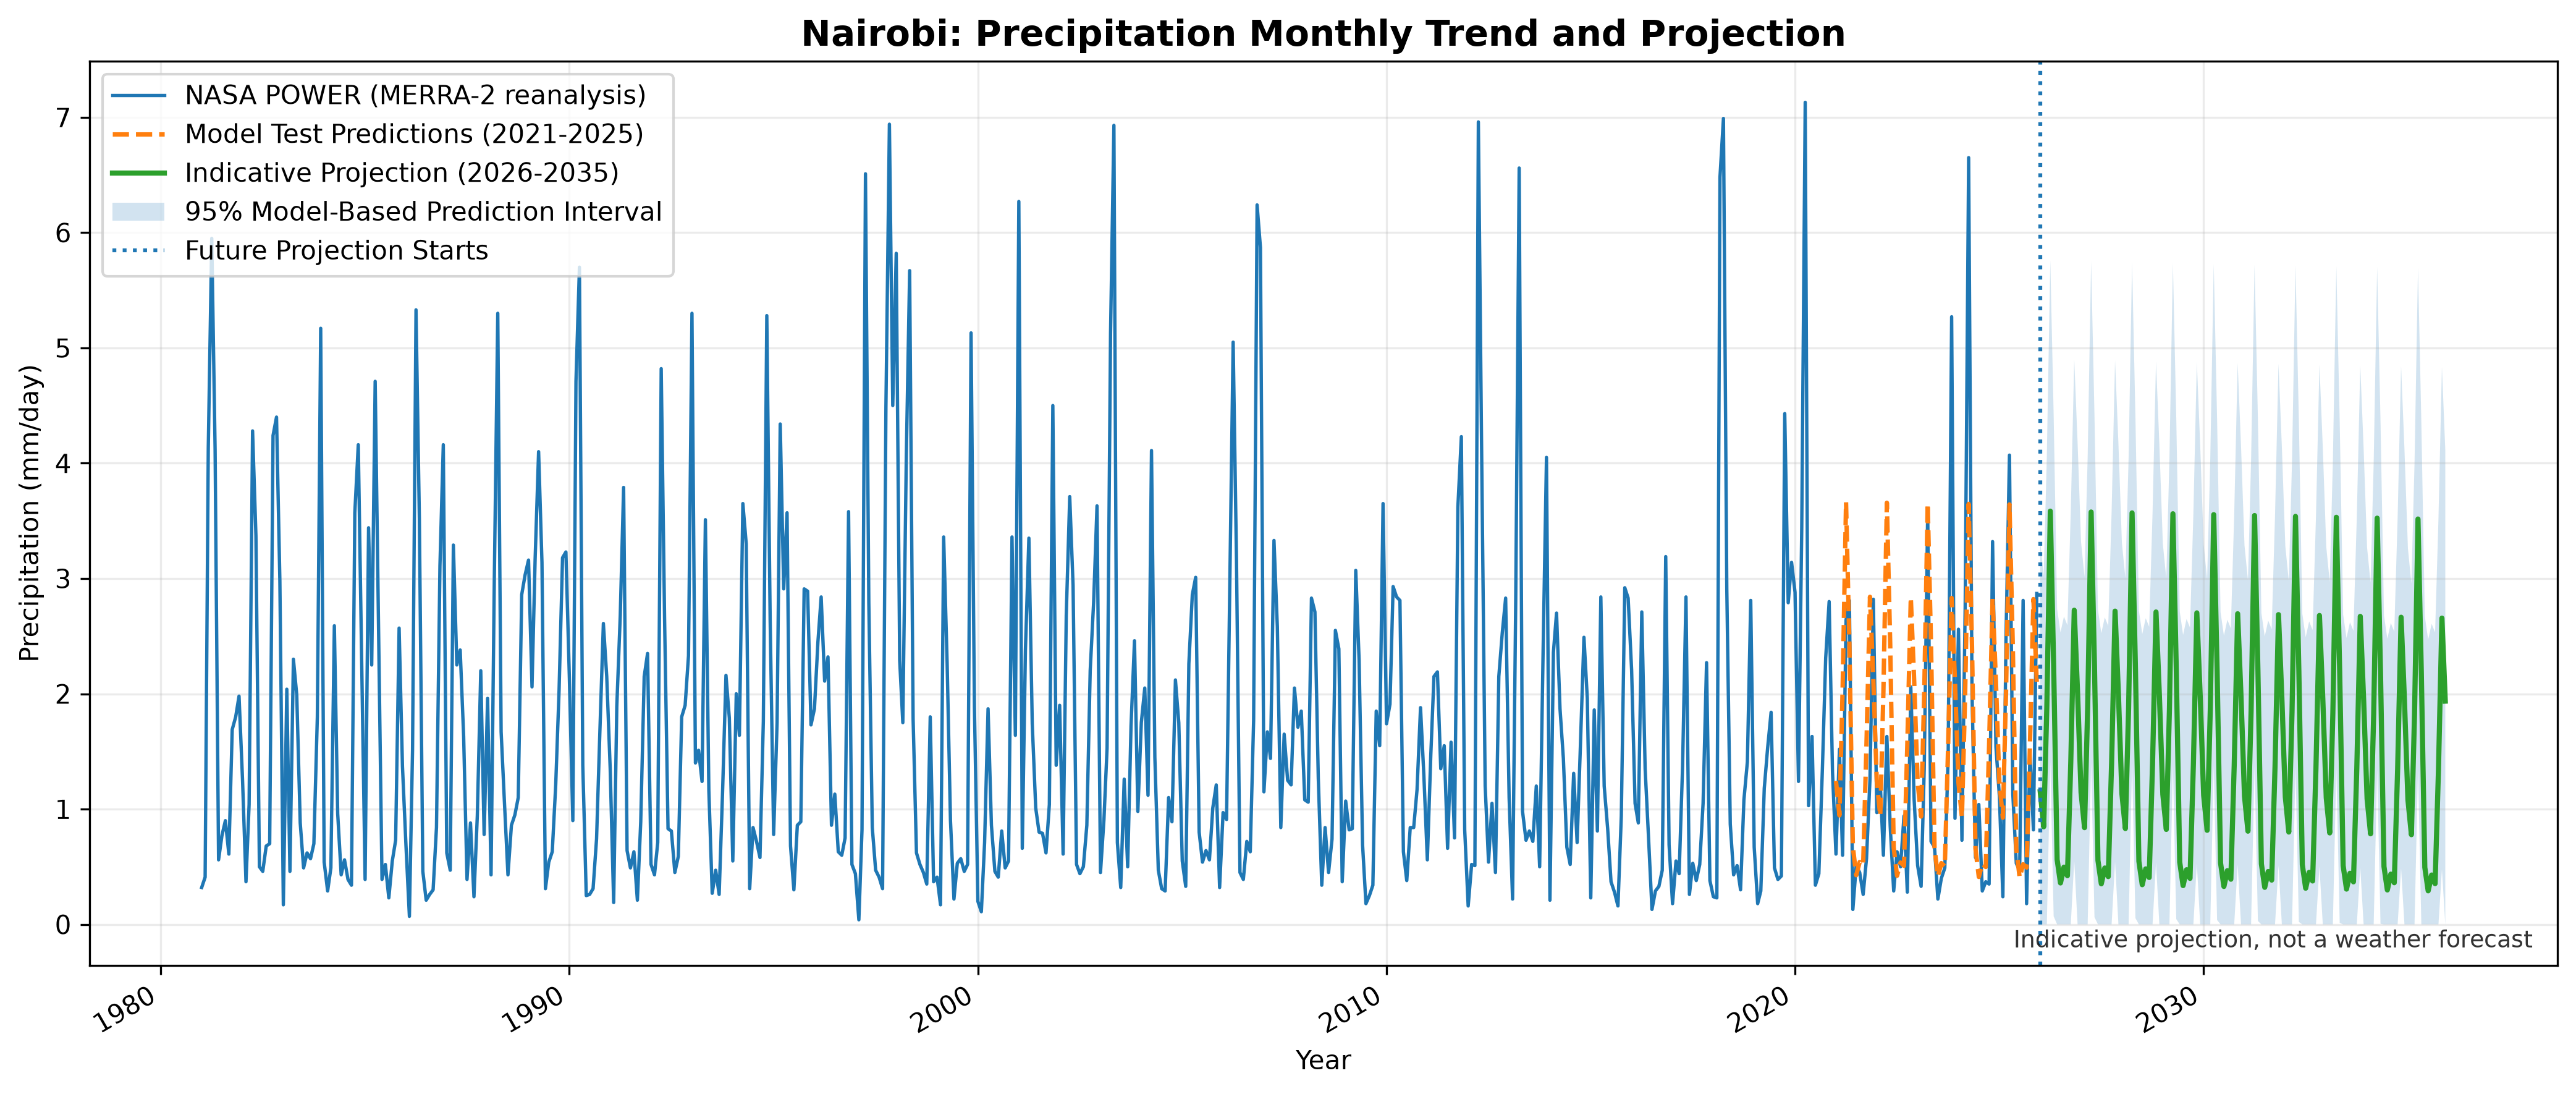 Nairobi: Precipitation Monthly Trend and Projection
NASA POWER (MERRA-2 reanalysis)
Model Test Predictions (2021-2025)
Indicative Projection (2026-2035)
95% Model-Based Prediction Interval
Future Projection Starts
Precipitation (mm/day)
7
6
5
4
3
2
1
0
Indicative projection, not a weather forecast
1980
1990
2000
2010
2020
2030
Year